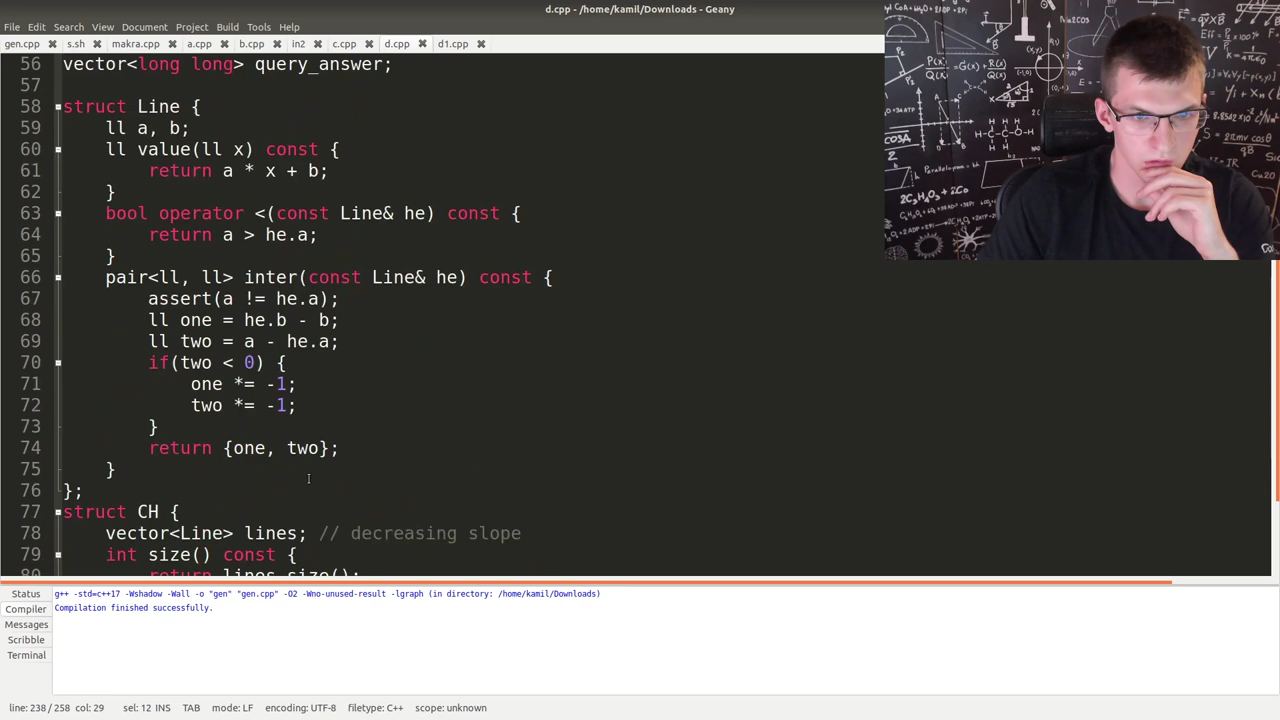 d.cpp - /home/kamil/Downloads - Geany
File Edit Search View Document Project Build Tools Help
gen.cpp s.sh makra.cpp a.cpp b.cpp in2 c.cpp d.cpp d1.cpp
56 vector<long long> query_answer;
57
58 struct Line {
59 ll a, b;
60 ll value(ll x) const {
61 return a * x + b;
62 }
63 bool operator <(const Line& he) const {
64 return a > he.a;
65 }
66 pair<ll, ll> inter(const Line& he) const {
67 assert(a != he.a);
68 ll one = he.b - b;
69 ll two = a - he.a;
70 if(two < 0) {
71 one *= -1;
72 two *= -1;
73 }
74 return {one, two};
75 }
76 };
77 struct CH {
78 vector<Line> lines; // decreasing slope
79 int size() const {
80 return lines.size();
Status
Compiler
Messages
Scribble
Terminal
g++ -std=c++17 -Wshadow -Wall -o "gen" "gen.cpp" -O2 -Wno-unused-result -lgraph (in directory: /home/kamil/Downloads)
Compilation finished successfully.
line: 238 / 258 col: 29 sel: 12 INS TAB mode: LF encoding: UTF-8 filetype: C++ scope: unknown